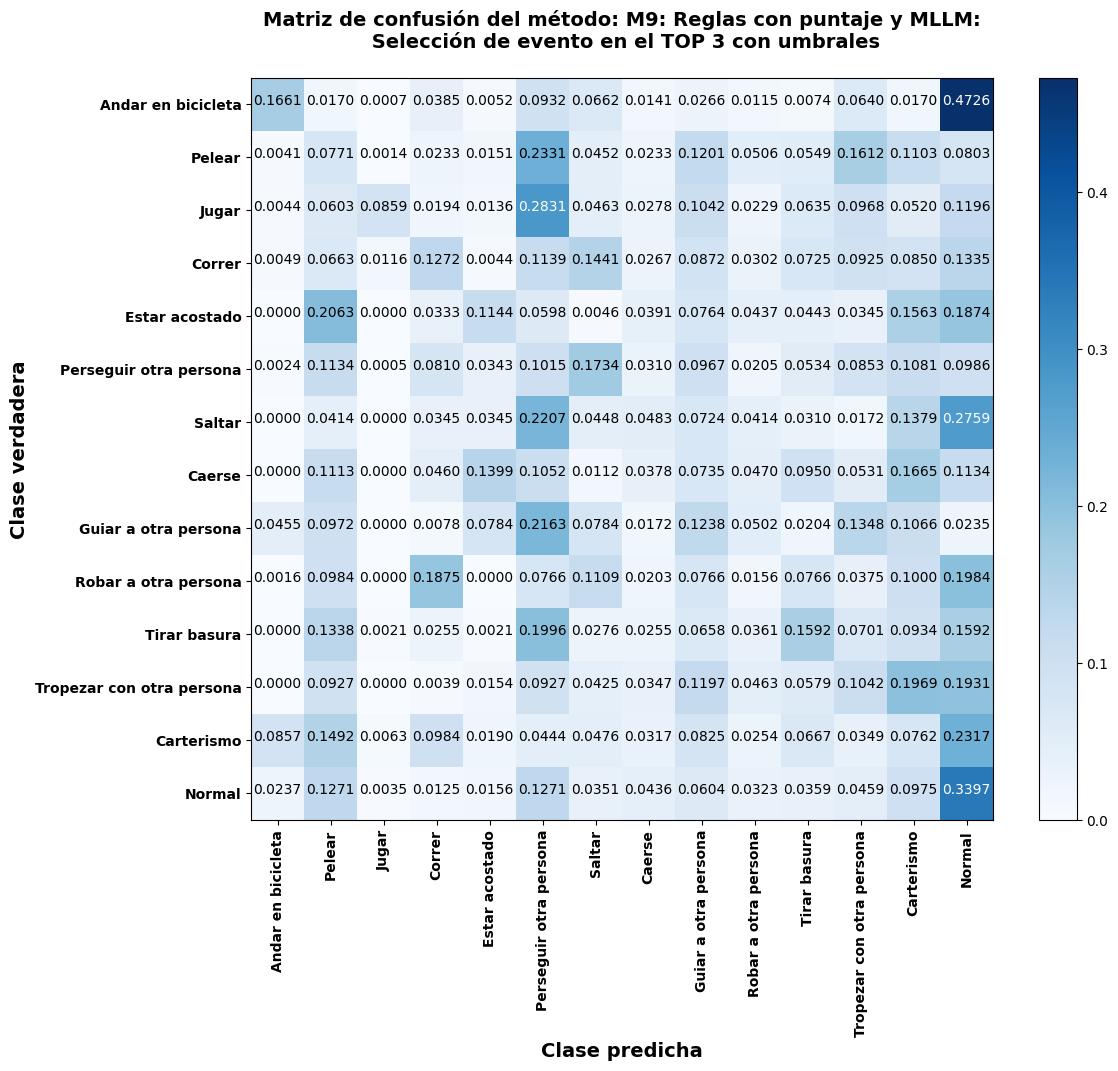 Matriz de confusión del método: M9: Reglas con puntaje y MLLM:
Selección de evento en el TOP 3 con umbrales
Clase verdadera
Andar en bicicleta 0.1661 0.0170 0.0007 0.0385 0.0052 0.0932 0.0662 0.0141 0.0266 0.0115 0.0074 0.0640 0.0170 0.4726
Pelear 0.0041 0.0771 0.0014 0.0233 0.0151 0.2331 0.0452 0.0233 0.1201 0.0506 0.0549 0.1612 0.1103 0.0803
Jugar 0.0044 0.0603 0.0859 0.0194 0.0136 0.2831 0.0463 0.0278 0.1042 0.0229 0.0635 0.0968 0.0520 0.1196
Correr 0.0049 0.0663 0.0116 0.1272 0.0044 0.1139 0.1441 0.0267 0.0872 0.0302 0.0725 0.0925 0.0850 0.1335
Estar acostado 0.0000 0.2063 0.0000 0.0333 0.1144 0.0598 0.0046 0.0391 0.0764 0.0437 0.0443 0.0345 0.1563 0.1874
Perseguir otra persona 0.0024 0.1134 0.0005 0.0810 0.0343 0.1015 0.1734 0.0310 0.0967 0.0205 0.0534 0.0853 0.1081 0.0986
Saltar 0.0000 0.0414 0.0000 0.0345 0.0345 0.2207 0.0448 0.0483 0.0724 0.0414 0.0310 0.0172 0.1379 0.2759
Caerse 0.0000 0.1113 0.0000 0.0460 0.1399 0.1052 0.0112 0.0378 0.0735 0.0470 0.0950 0.0531 0.1665 0.1134
Guiar a otra persona 0.0455 0.0972 0.0000 0.0078 0.0784 0.2163 0.0784 0.0172 0.1238 0.0502 0.0204 0.1348 0.1066 0.0235
Robar a otra persona 0.0016 0.0984 0.0000 0.1875 0.0000 0.0766 0.1109 0.0203 0.0766 0.0156 0.0766 0.0375 0.1000 0.1984
Tirar basura 0.0000 0.1338 0.0021 0.0255 0.0021 0.1996 0.0276 0.0255 0.0658 0.0361 0.1592 0.0701 0.0934 0.1592
Tropezar con otra persona 0.0000 0.0927 0.0000 0.0039 0.0154 0.0927 0.0425 0.0347 0.1197 0.0463 0.0579 0.1042 0.1969 0.1931
Carterismo 0.0857 0.1492 0.0063 0.0984 0.0190 0.0444 0.0476 0.0317 0.0825 0.0254 0.0667 0.0349 0.0762 0.2317
Normal 0.0237 0.1271 0.0035 0.0125 0.0156 0.1271 0.0351 0.0436 0.0604 0.0323 0.0359 0.0459 0.0975 0.3397
Andar en bicicleta
Pelear
Jugar
Correr
Estar acostado
Perseguir otra persona
Saltar
Caerse
Guiar a otra persona
Robar a otra persona
Tirar basura
Tropezar con otra persona
Carterismo
Normal
Clase predicha
0.4
0.3
0.2
0.1
0.0